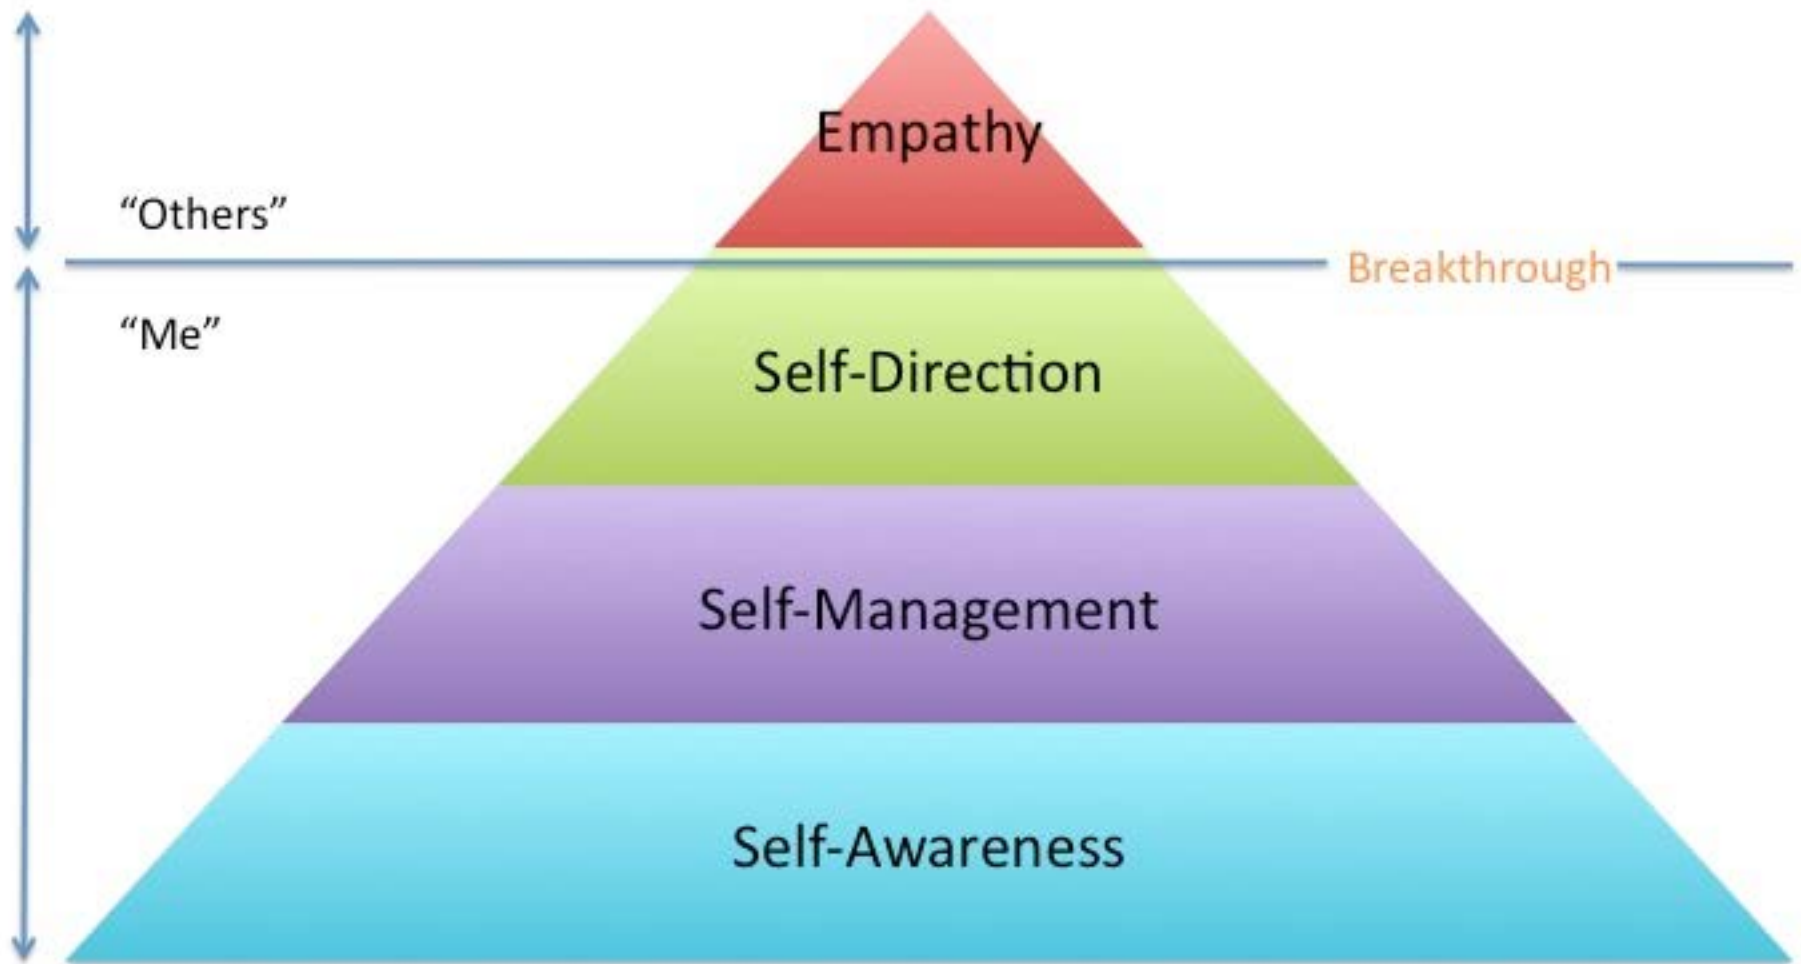 Empathy
“Others”
Breakthrough
“Me”
Self-Direction
Self-Management
Self-Awareness